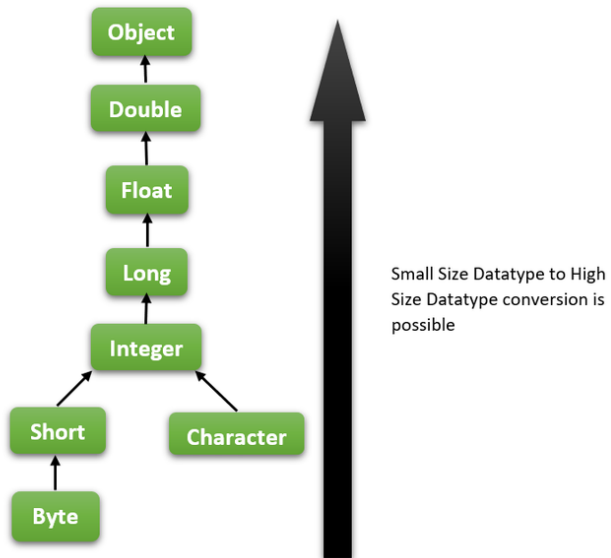 Object
Double
Float
Long
Small Size Datatype to High
Size Datatype conversion is
possible
Integer
Short
Character
Byte